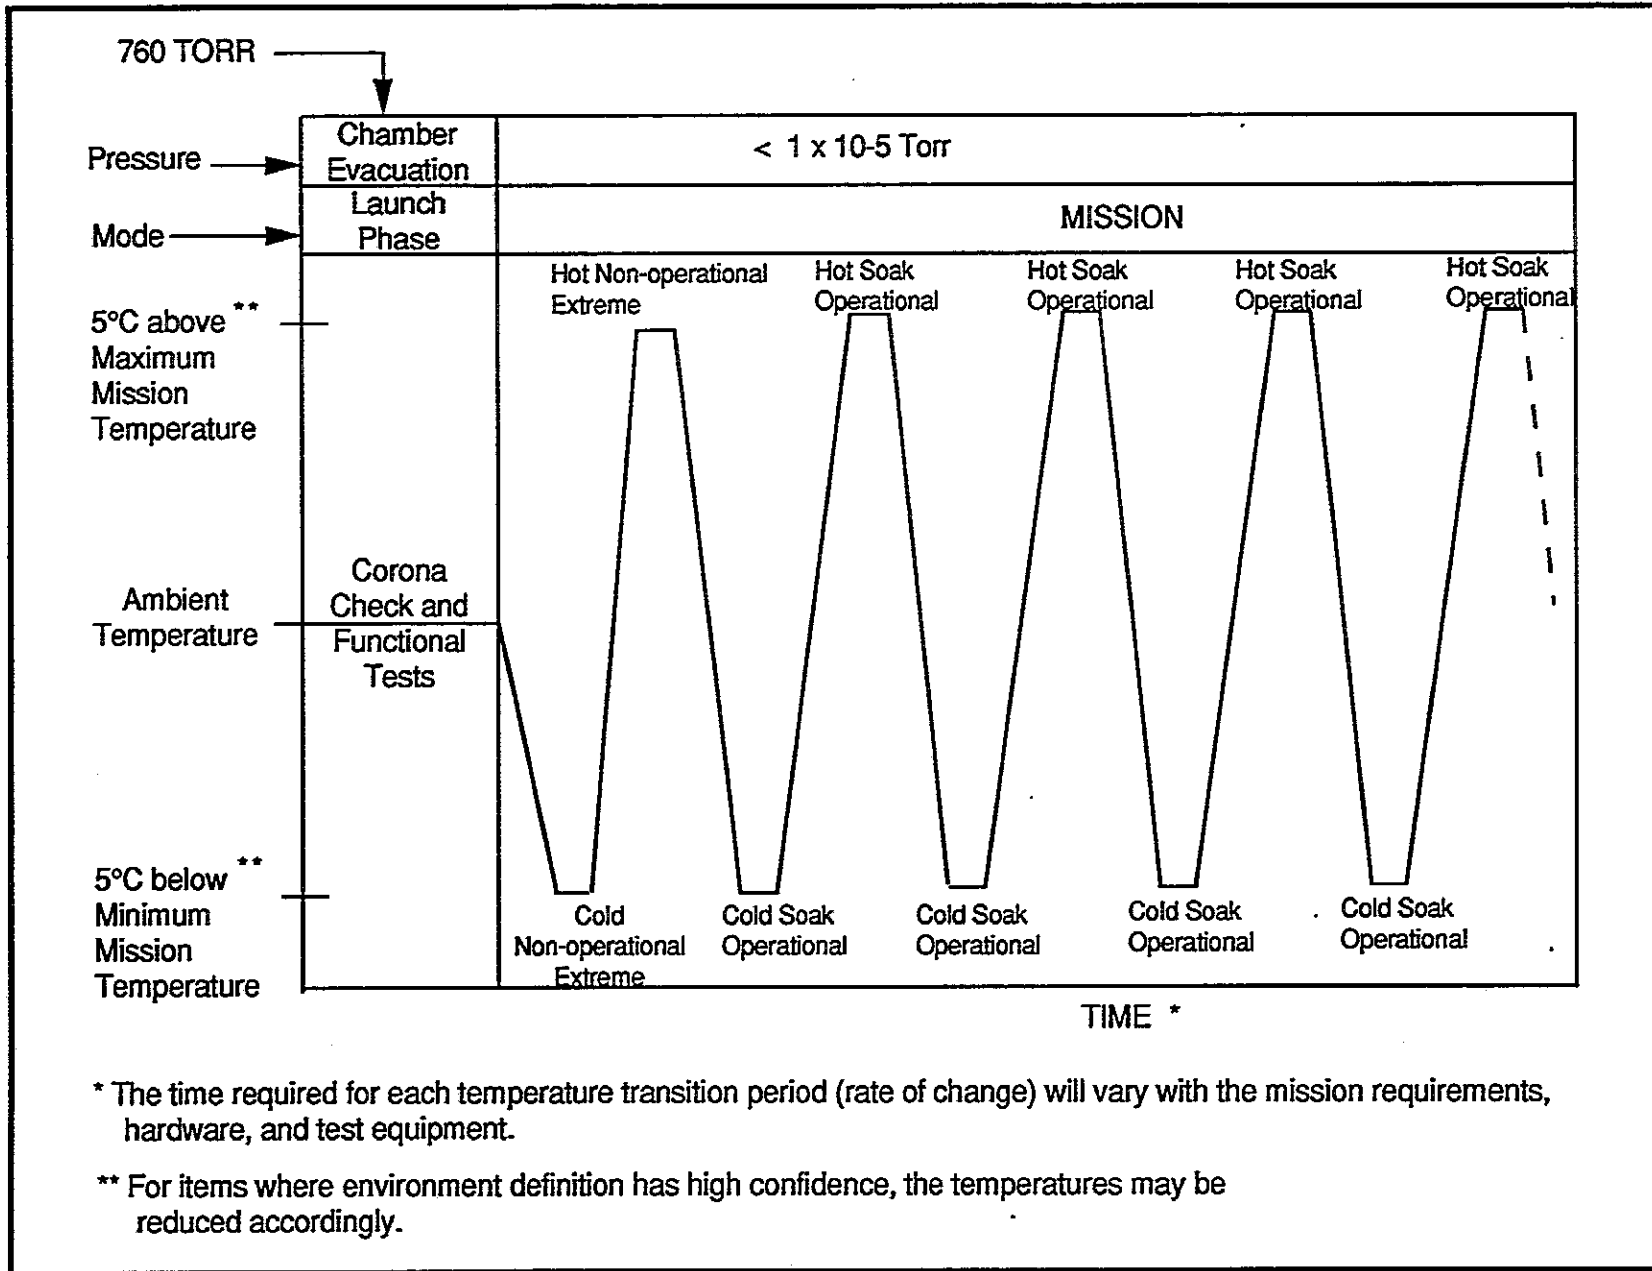 760 TORR
Pressure
Chamber
Evacuation
< 1 x 10-5 Torr
Mode
Launch
Phase
MISSION
Hot Non-operational
Extreme
Hot Soak
Operational
Hot Soak
Operational
Hot Soak
Operational
Hot Soak
Operational
5°C above **
Maximum
Mission
Temperature
Ambient
Temperature
Corona
Check and
Functional
Tests
5°C below **
Minimum
Mission
Temperature
Cold
Non-operational
Extreme
Cold Soak
Operational
Cold Soak
Operational
Cold Soak
Operational
Cold Soak
Operational
TIME *
* The time required for each temperature transition period (rate of change) will vary with the mission requirements,
hardware, and test equipment.
** For items where environment definition has high confidence, the temperatures may be
reduced accordingly.